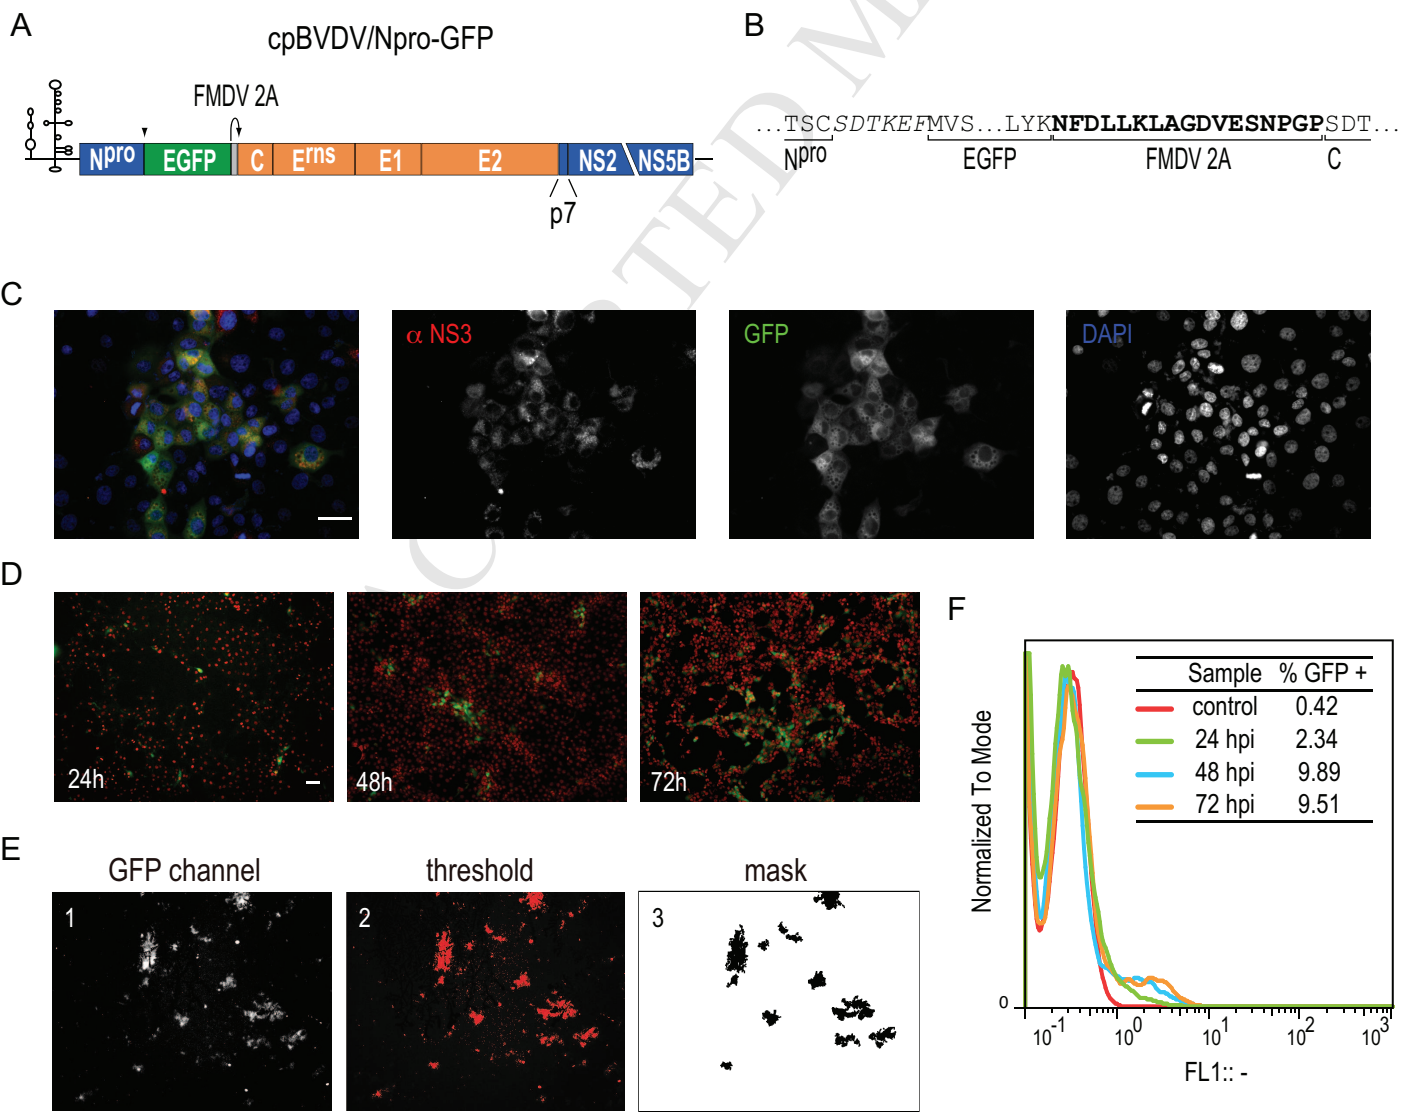 A
cpBVDV/Npro-GFP
FMDV 2A
Npro EGFP C Erns E1 E2 NS2 NS5B
p7
B
...TSCSDTKEFMVS...LYKNFDLLKLAGDVESNPGPSDT...
Npro EGFP FMDV 2A C
C
α NS3
GFP
DAPI
D
24h
48h
72h
E
GFP channel
threshold
mask
1
2
3
F
Normalized To Mode
0
Sample % GFP +
control 0.42
24 hpi 2.34
48 hpi 9.89
72 hpi 9.51
10-1 100 101 102 103
FL1:: -